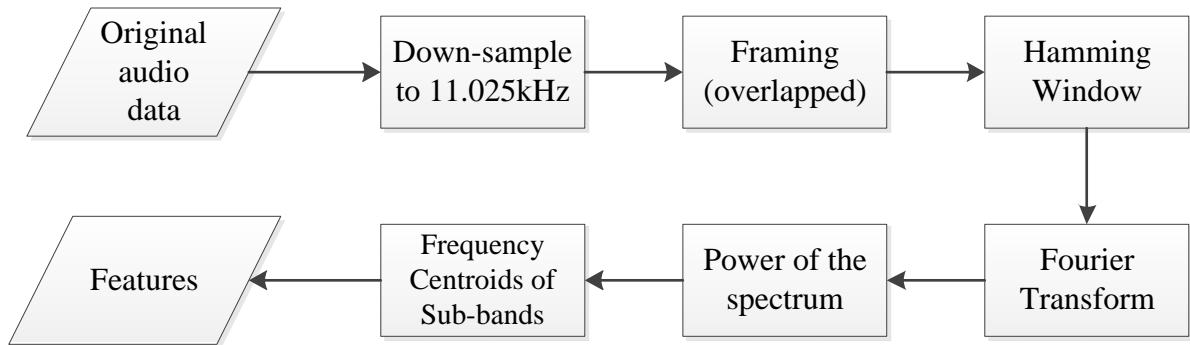 Original
audio
data
Down-sample
to 11.025kHz
Framing
(overlapped)
Hamming
Window
Fourier
Transform
Power of the
spectrum
Frequency
Centroids of
Sub-bands
Features